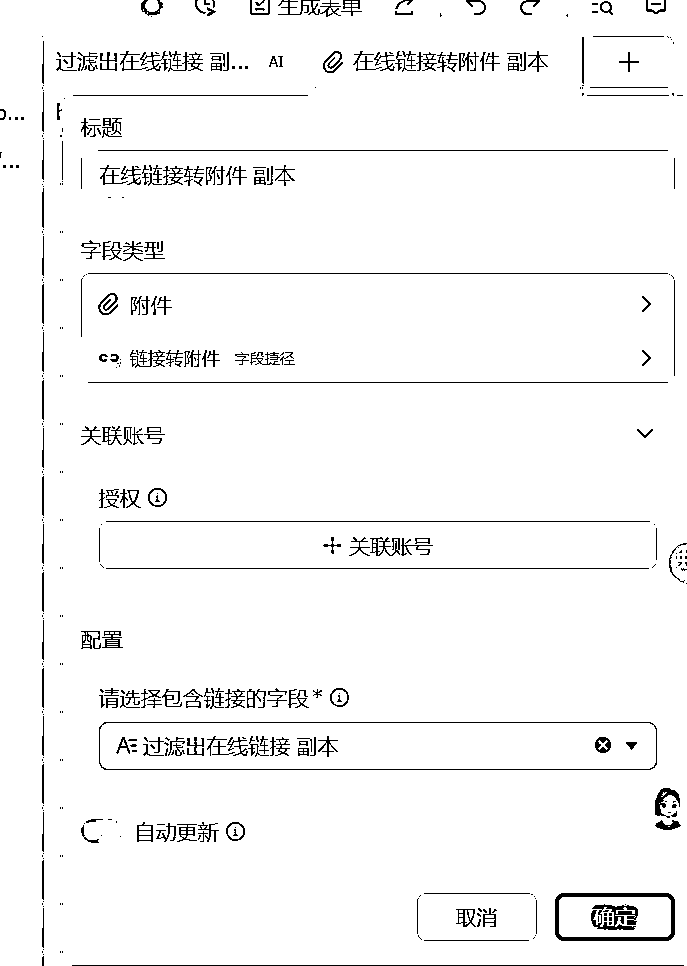 生成表单
过滤出在线链接 副... AI 在线链接转附件 副本
标题
在线链接转附件 副本
字段类型
附件
链接转附件 字段捷径
关联账号
授权
关联账号
配置
请选择包含链接的字段*
过滤出在线链接 副本
自动更新
取消 确定